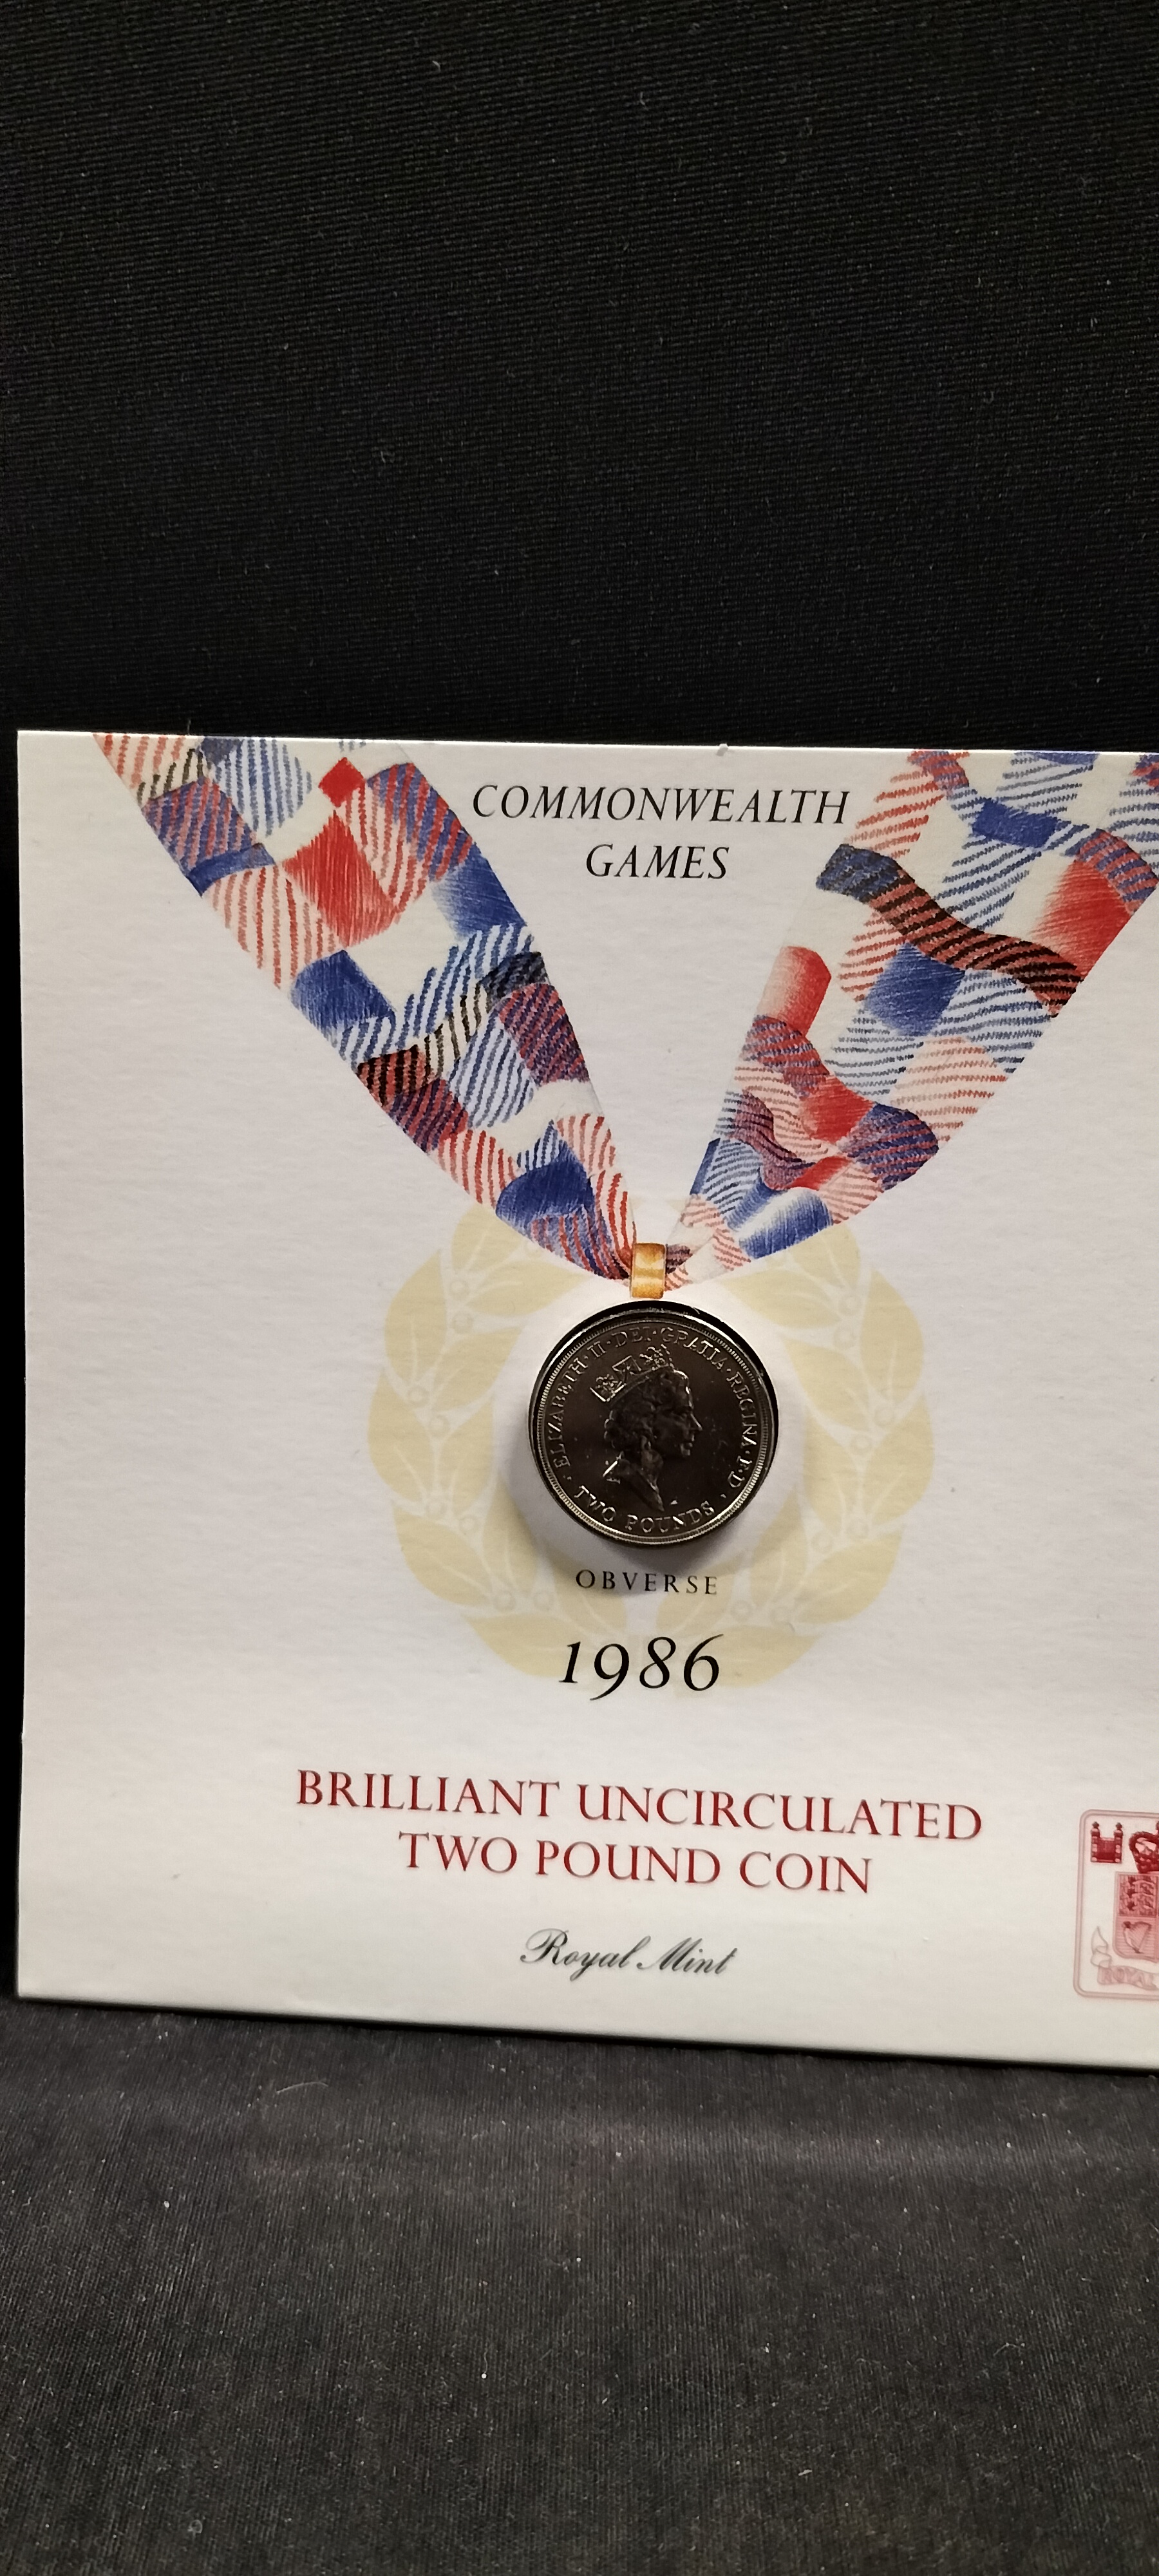 COMMONWEALTH
GAMES
· ELIZABETH · II · DEI · GRATIA · REGINA · F · D ·
TWO POUNDS
OBVERSE
1986
BRILLIANT UNCIRCULATED
TWO POUND COIN
Royal Mint